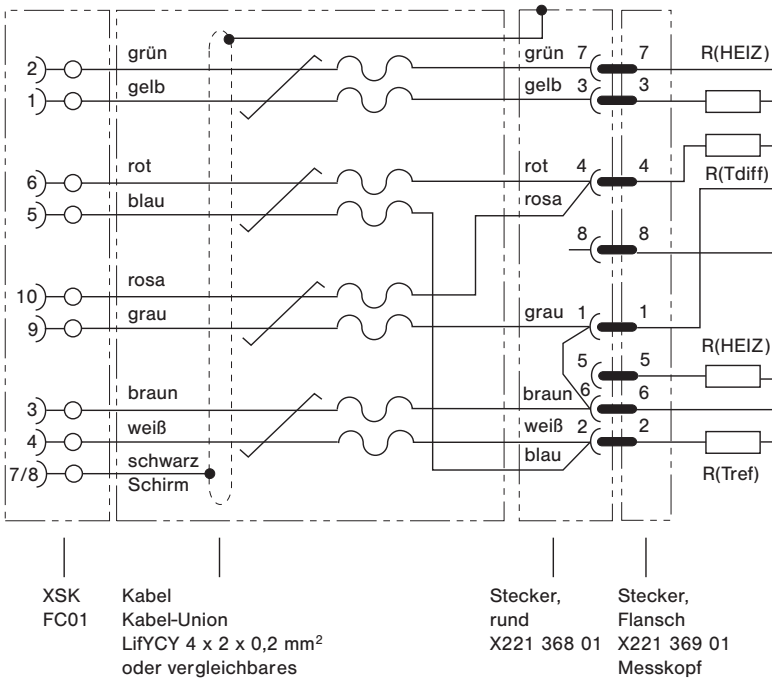 grün grün 7 7 R(HEIZ)
2
gelb gelb 3 3
1
rot rot 4 4
6 R(Tdiff)
blau rosa
5
8 8
rosa
10
grau grau 1 1
9
R(HEIZ)
5 5
braun braun 6 6
3
weiß weiß 2 2
4
schwarz blau
7/8
Schirm R(Tref)
XSK
FC01
Kabel
Kabel-Union
LifYCY 4 x 2 x 0,2 mm²
oder vergleichbares
Stecker,
rund
X221 368 01
Stecker,
Flansch
X221 369 01
Messkopf